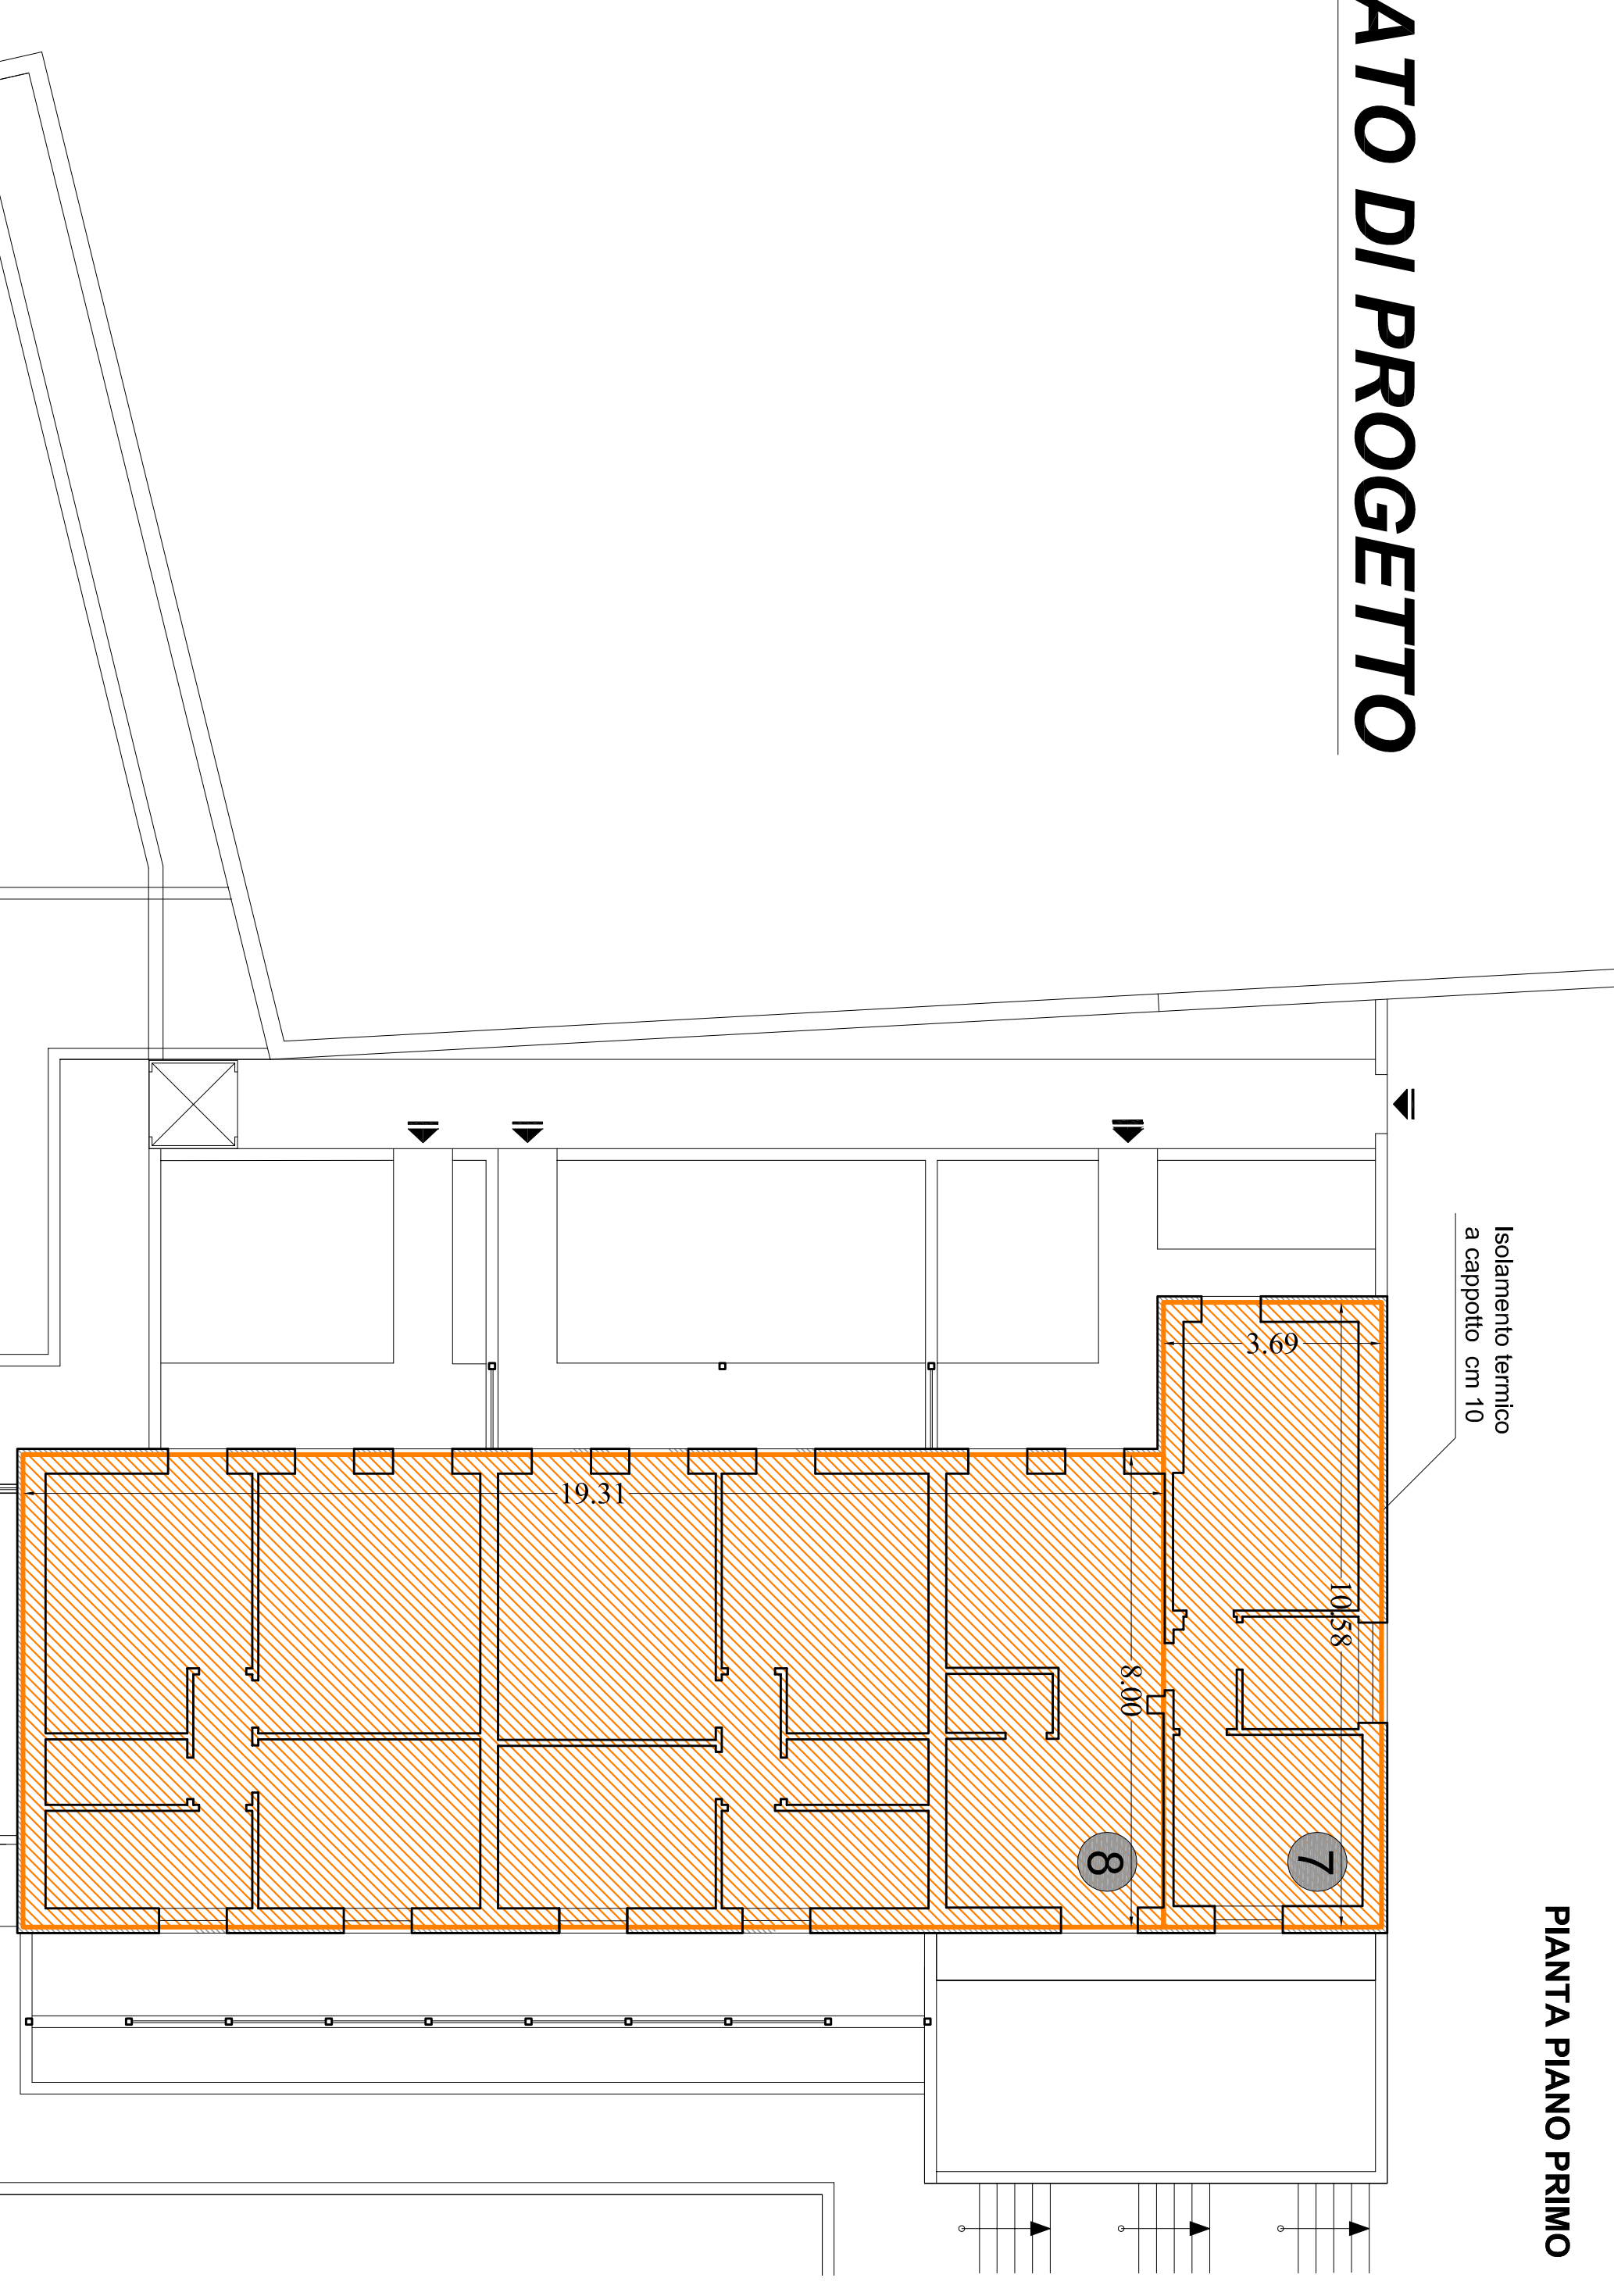 ATO DI PROGETTO
PIANTA PIANO PRIMO
Isolamento termico
a cappotto cm 10
3.69
10.58
19.31
8.00
7
8